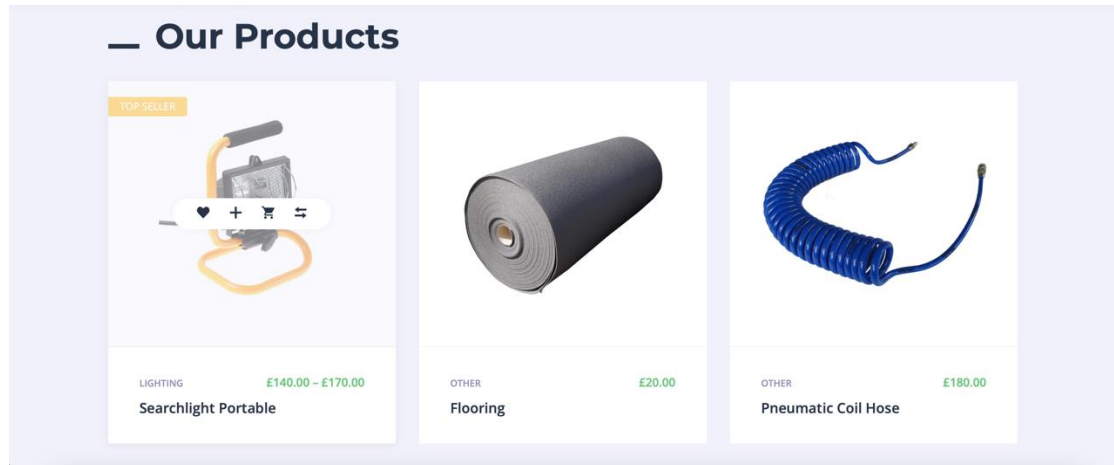 Our Products
TOP SELLER
LIGHTING £140.00 – £170.00
Searchlight Portable
OTHER £20.00
Flooring
OTHER £180.00
Pneumatic Coil Hose